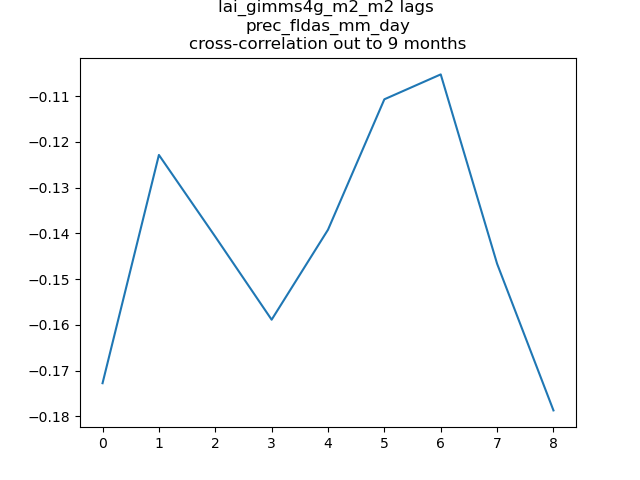 lai_gimms4g_m2_m2 lags
prec_fldas_mm_day
cross-correlation out to 9 months
−0.11
−0.12
−0.13
−0.14
−0.15
−0.16
−0.17
−0.18
0 1 2 3 4 5 6 7 8